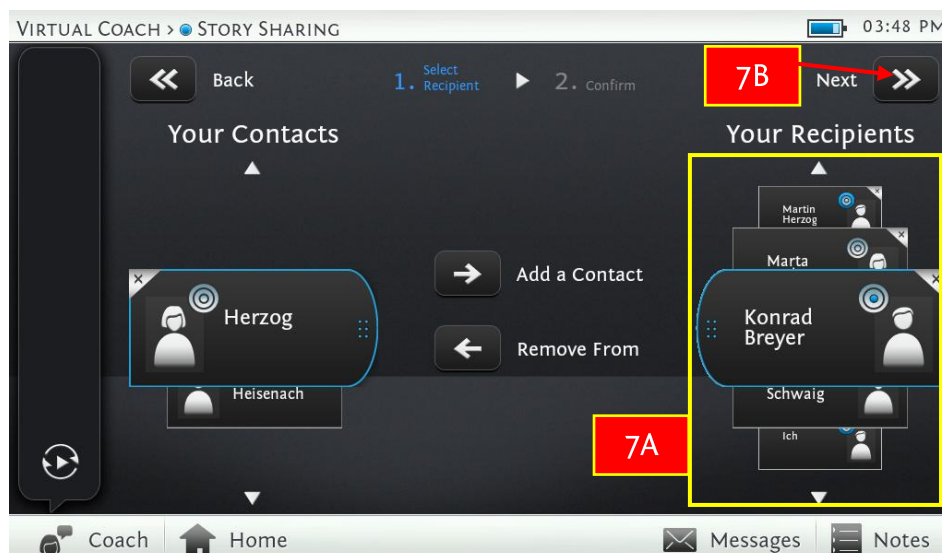 VIRTUAL COACH > STORY SHARING
03:48 PM
Back
1. Select Recipient
2. Confirm
7B
Next
Your Contacts
Your Recipients
Martin
Herzog
Marta
Herzog
Heisenach
Add a Contact
Remove From
Konrad
Breyer
Schwaig
Ich
7A
Coach
Home
Messages
Notes